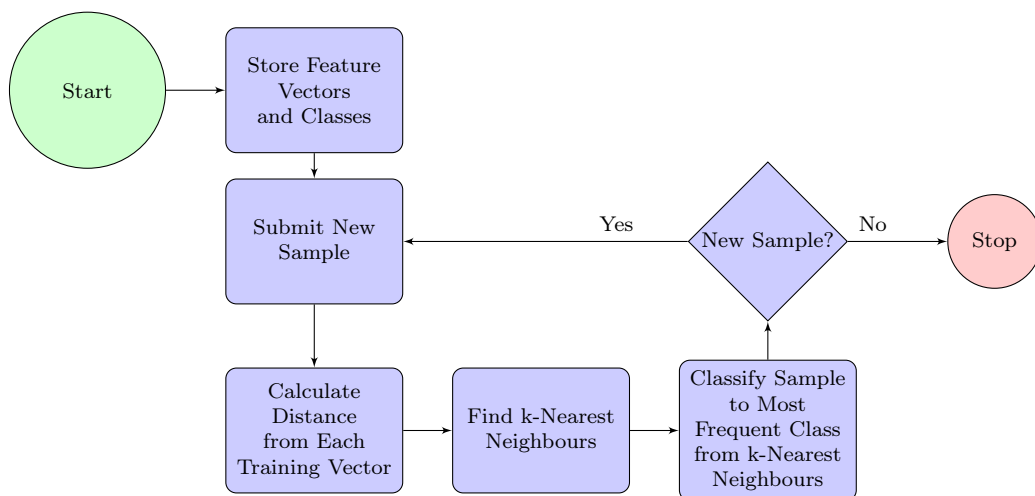 Start
Store Feature
Vectors
and Classes
Submit New
Sample
Yes
New Sample?
No
Stop
Calculate
Distance
from Each
Training Vector
Find k-Nearest
Neighbours
Classify Sample
to Most
Frequent Class
from k-Nearest
Neighbours